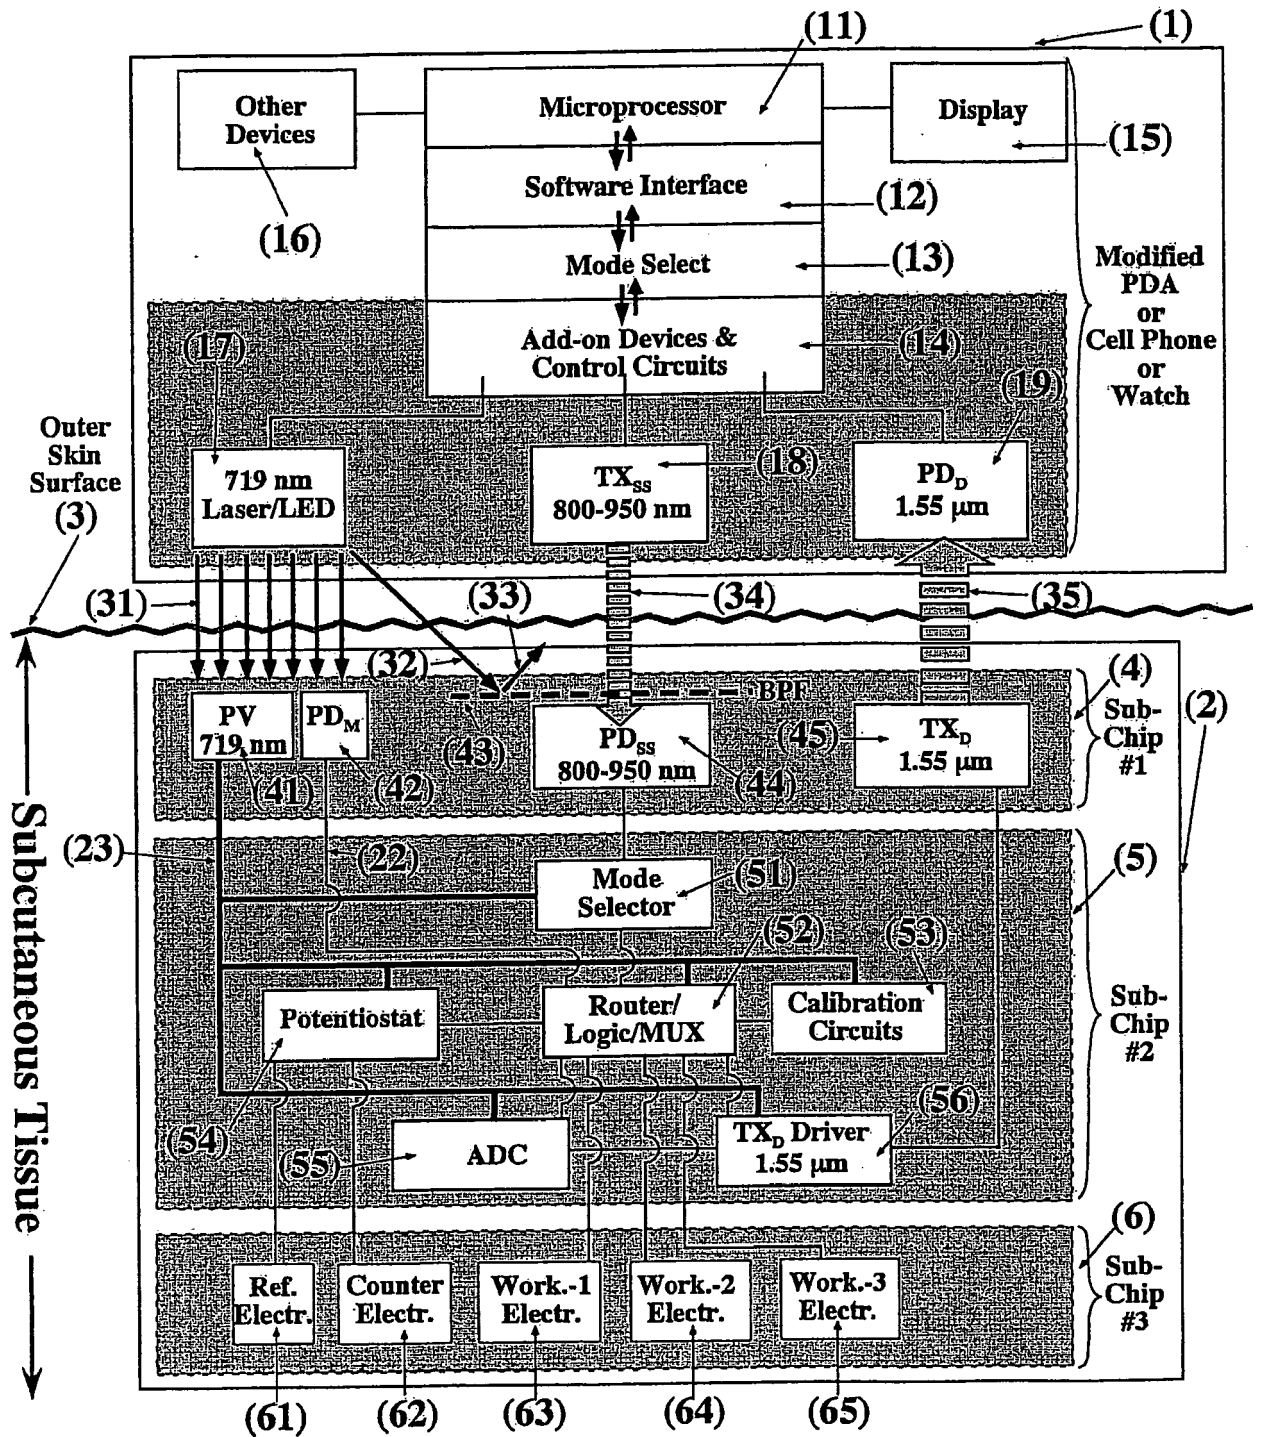 (11)
(1)
Other
Devices
Microprocessor
Display
(15)
Software Interface
(12)
(16)
Mode Select
(13)
Modified
PDA
or
Cell Phone
or
Watch
(17)
Add-on Devices &
Control Circuits
(14)
(19)
Outer
Skin
Surface
(3)
719 nm
Laser/LED
TXSS
800-950 nm
(18)
PDD
1.55 µm
(31)
(33)
(34)
(35)
(32)
BPF
(4)
Sub-
Chip
#1
(2)
PV
719 nm
PDM
(43)
PDSS
800-950 nm
(45)
TXD
1.55 µm
(41)
(42)
(44)
Subcutaneous Tissue
(23)
(22)
Mode
Selector
(51)
(5)
(52)
(53)
Potentiostat
Router/
Logic/MUX
Calibration
Circuits
Sub-
Chip
#2
(54)
(55)
ADC
TXD Driver
1.55 µm
(56)
(6)
Sub-
Chip
#3
Ref.
Electr.
Counter
Electr.
Work.-1
Electr.
Work.-2
Electr.
Work.-3
Electr.
(61)
(62)
(63)
(64)
(65)